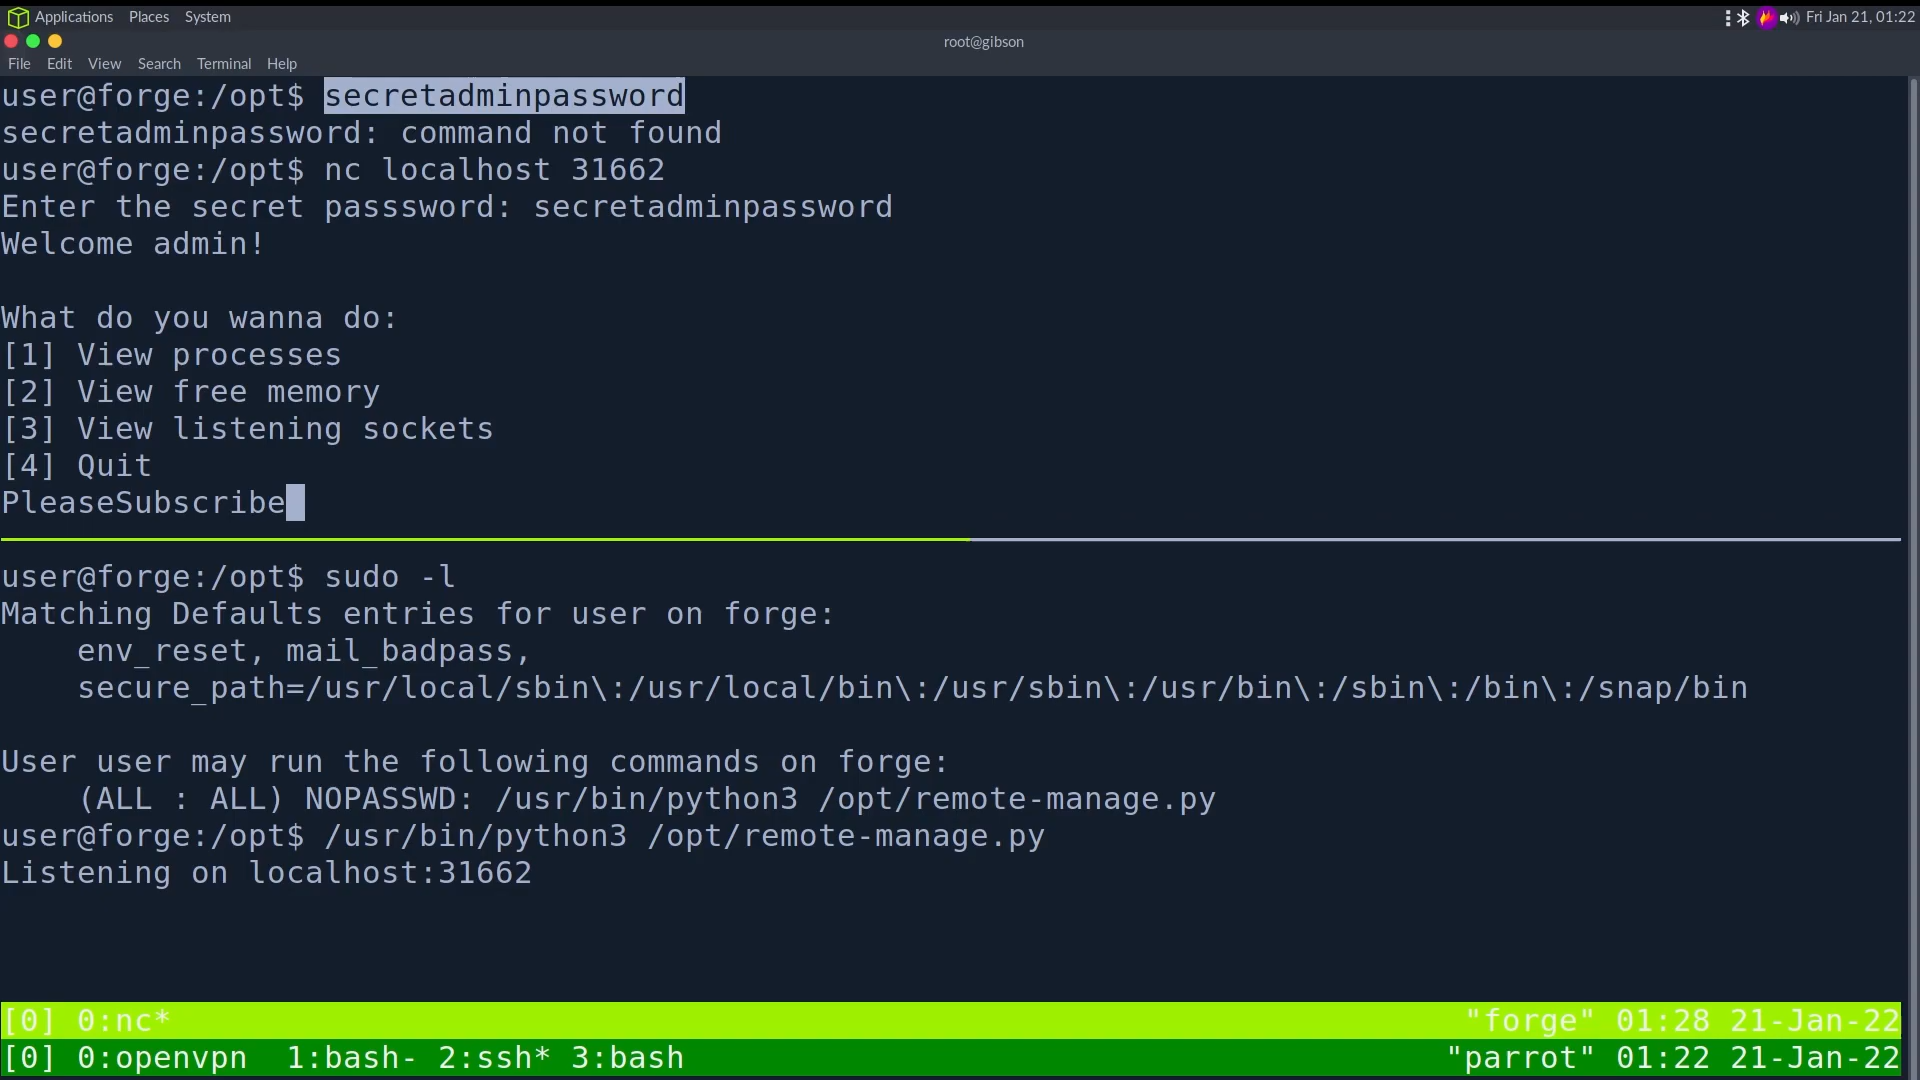 Applications Places System Fri Jan 21, 01:22
root@gibson
File Edit View Search Terminal Help
user@forge:/opt$ secretadminpassword
secretadminpassword: command not found
user@forge:/opt$ nc localhost 31662
Enter the secret passsword: secretadminpassword
Welcome admin!
What do you wanna do:
[1] View processes
[2] View free memory
[3] View listening sockets
[4] Quit
PleaseSubscribe
user@forge:/opt$ sudo -l
Matching Defaults entries for user on forge:
env_reset, mail_badpass,
secure_path=/usr/local/sbin\:/usr/local/bin\:/usr/sbin\:/usr/bin\:/sbin\:/bin\:/snap/bin
User user may run the following commands on forge:
(ALL : ALL) NOPASSWD: /usr/bin/python3 /opt/remote-manage.py
user@forge:/opt$ /usr/bin/python3 /opt/remote-manage.py
Listening on localhost:31662
[0] 0:nc* "forge" 01:28 21-Jan-22
[0] 0:openvpn 1:bash- 2:ssh* 3:bash "parrot" 01:22 21-Jan-22